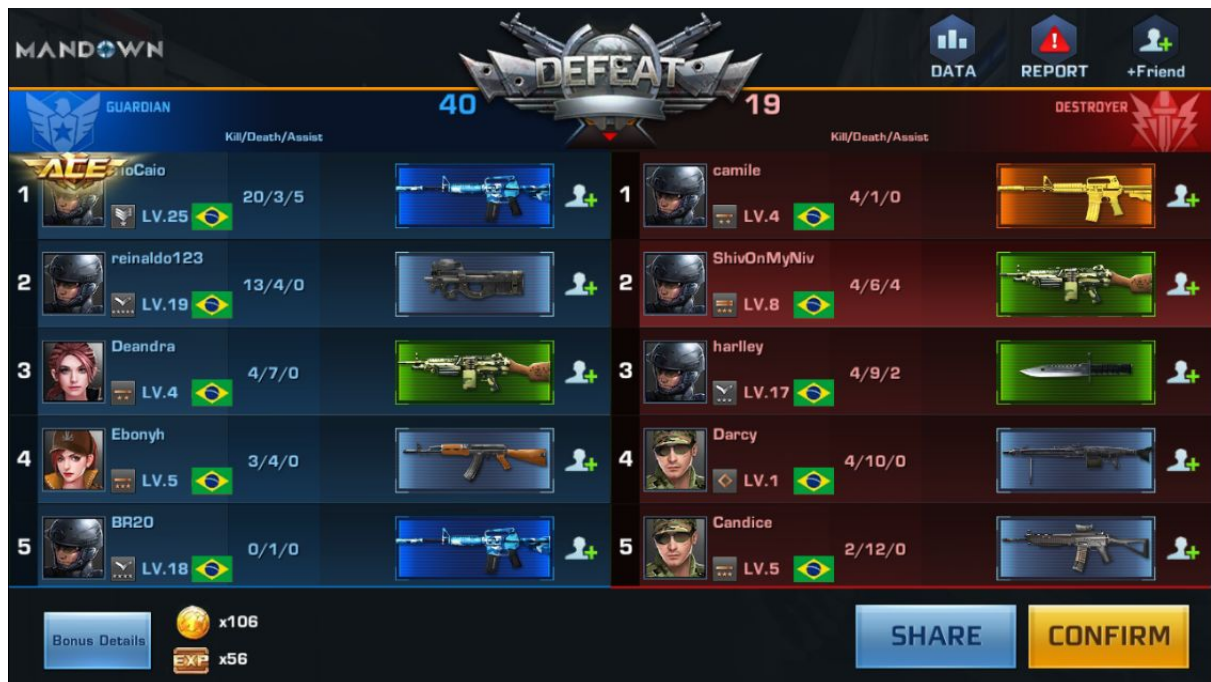 MANDOWN
DEFEAT
DATA
REPORT
+Friend
GUARDIAN
40
19
DESTROYER
Kill/Death/Assist
Kill/Death/Assist
1
ACE
LV.25
20/3/5
2
reinaldo123
LV.19
13/4/0
3
Deandra
LV.4
4/7/0
4
Ebonyh
LV.5
3/4/0
5
BR20
LV.18
0/1/0
1
camile
LV.4
4/1/0
2
ShivOnMyNiv
LV.8
4/6/4
3
harlley
LV.17
4/9/2
4
Darcy
LV.1
4/10/0
5
Candice
LV.5
2/12/0
Bonus Details
x106
EXP x56
SHARE
CONFIRM